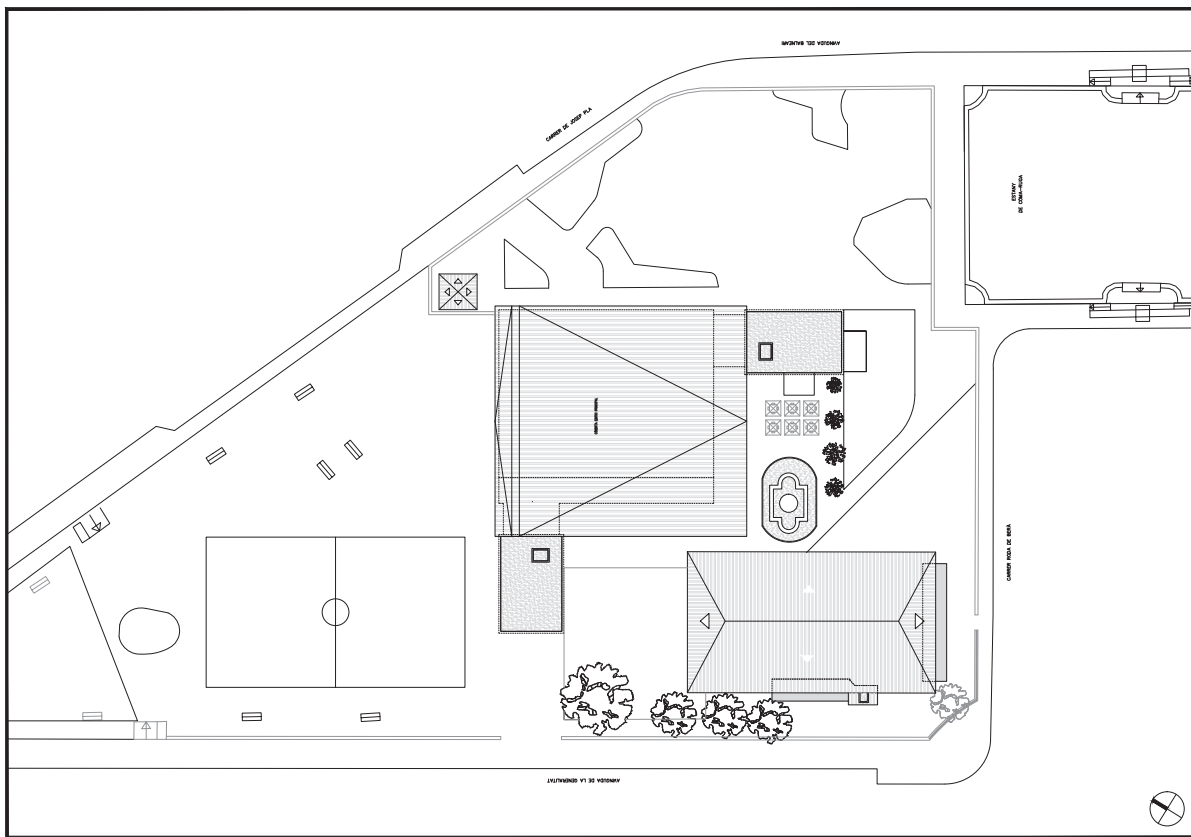 AVINGUDA DEL BALNEARI
CARRER DE JOSEP PLA
ESTANY
DE COMA-RUGA
CARRER RODA DE BERÀ
AVINGUDA DE LA GENERALITAT